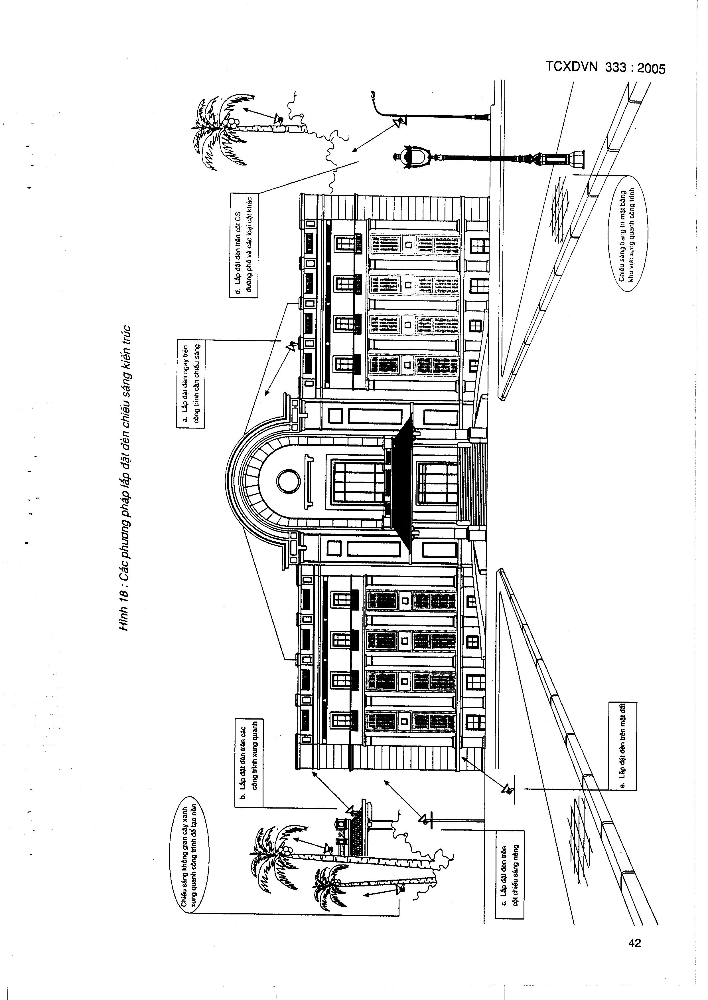 TCXDVN 333 : 2005
Hình 18 : Các phương pháp lắp đặt đèn chiếu sáng kiến trúc
Chiếu sáng không gian cây xanh
xung quanh công trình để tạo nền
b. Lắp đặt đèn trên các
công trình xung quanh
a. Lắp đặt đèn ngay trên
công trình cần chiếu sáng
d. Lắp đặt đèn trên cột CS
đường phố và các loại cột khác
c. Lắp đặt đèn trên
cột chiếu sáng riêng
e. Lắp đặt đèn trên mặt đất
Chiếu sáng trang trí mặt bằng
khu vực xung quanh công trình
42